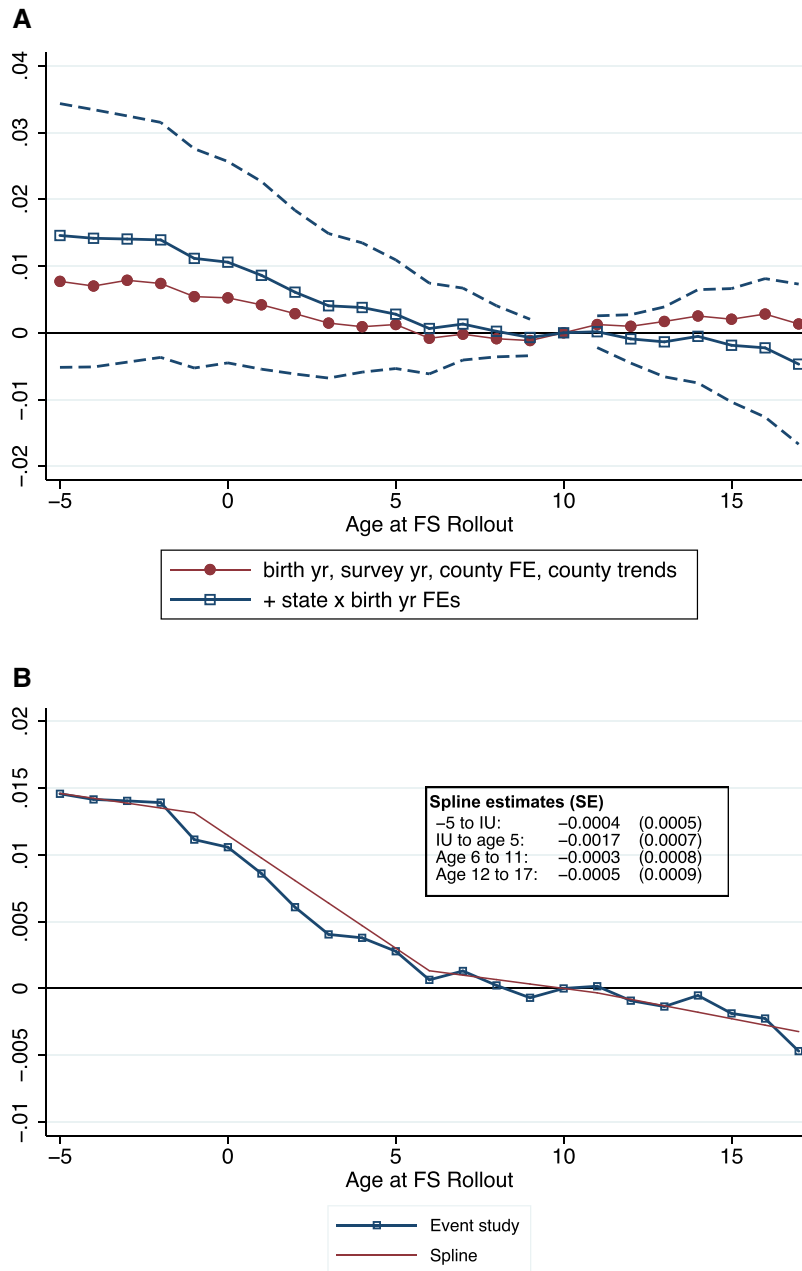 A
.04
.03
.02
.01
0
−.01
−.02
−5
0
5
10
15
Age at FS Rollout
birth yr, survey yr, county FE, county trends
+ state x birth yr FEs
B
.02
.015
.01
.005
0
−.005
−.01
Spline estimates (SE)
−5 to IU: −0.0004 (0.0005)
IU to age 5: −0.0017 (0.0007)
Age 6 to 11: −0.0003 (0.0008)
Age 12 to 17: −0.0005 (0.0009)
−5
0
5
10
15
Age at FS Rollout
Event study
Spline